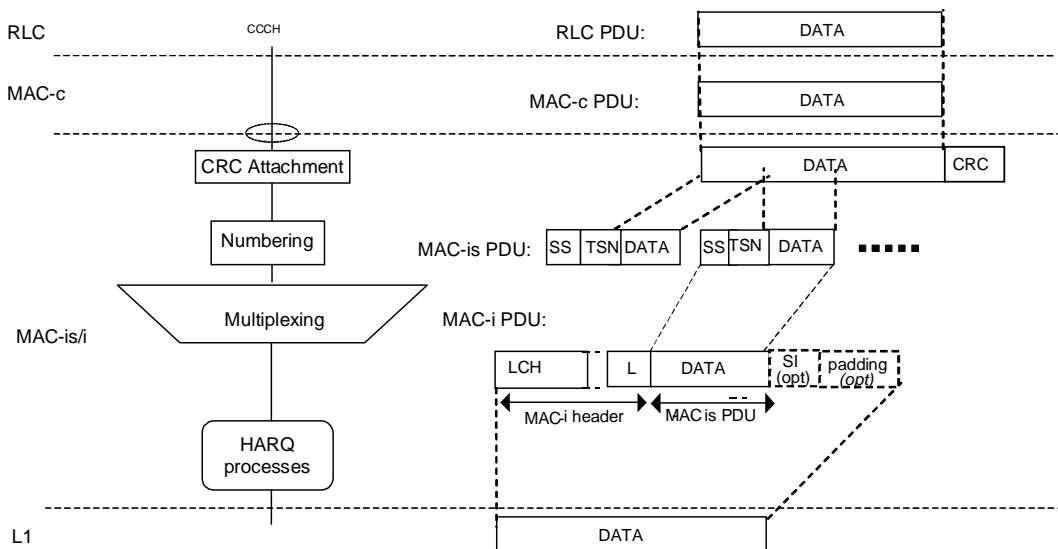 RLC
CCCH
RLC PDU:
DATA
MAC-c
MAC-c PDU:
DATA
CRC Attachment
DATA
CRC
Numbering
MAC-is PDU:
SS
TSN
DATA
SS
TSN
DATA
MAC-is/i
Multiplexing
MAC-i PDU:
LCH
L
DATA
SI
(opt)
padding
(opt)
MAC-i header
MAC-is PDU
HARQ
processes
L1
DATA